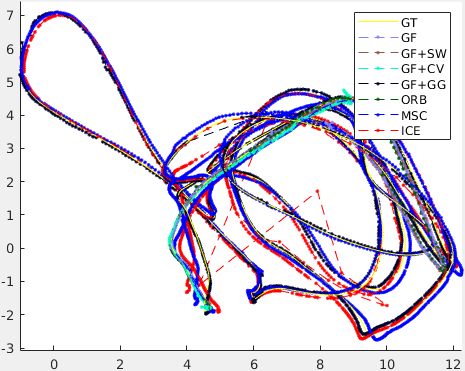 7
6
5
4
3
2
1
0
-1
-2
-3
0 2 4 6 8 10 12
GT
GF
GF+SW
GF+CV
GF+GG
ORB
MSC
ICE